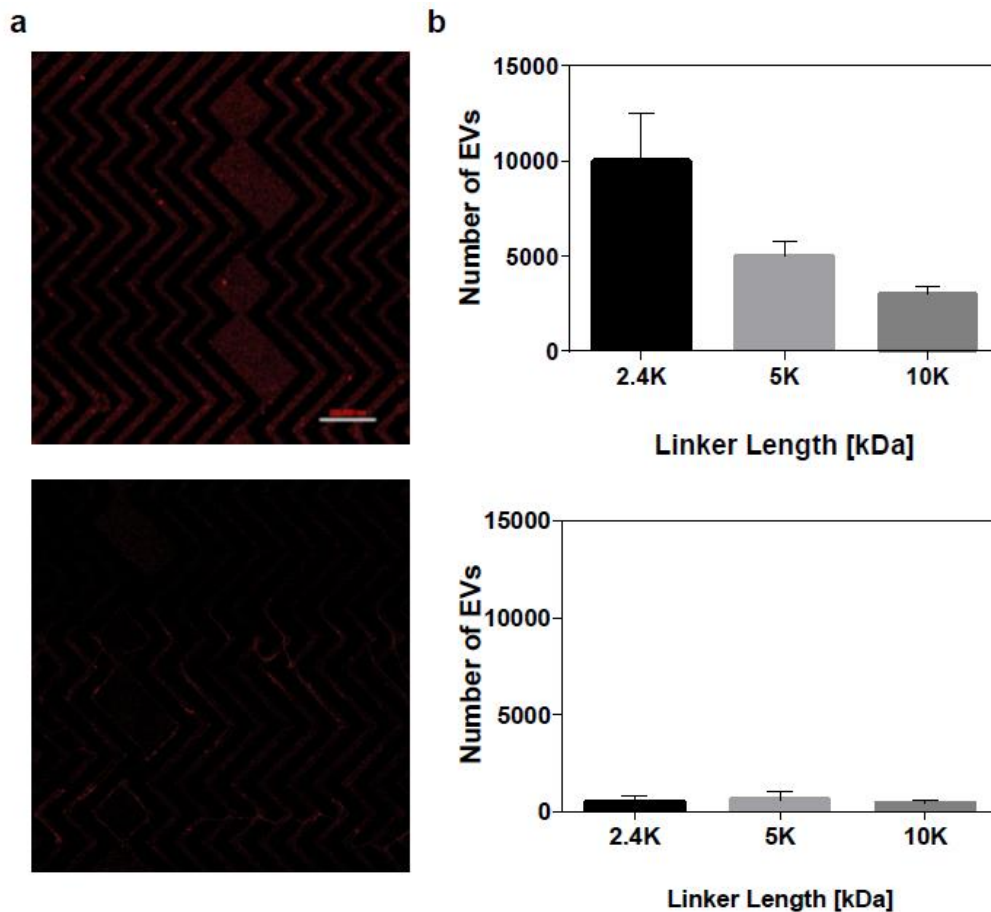 a
b
15000
10000
5000
0
Number of EVs
2.4K 5K 10K
Linker Length [kDa]
15000
10000
5000
0
Number of EVs
2.4K 5K 10K
Linker Length [kDa]